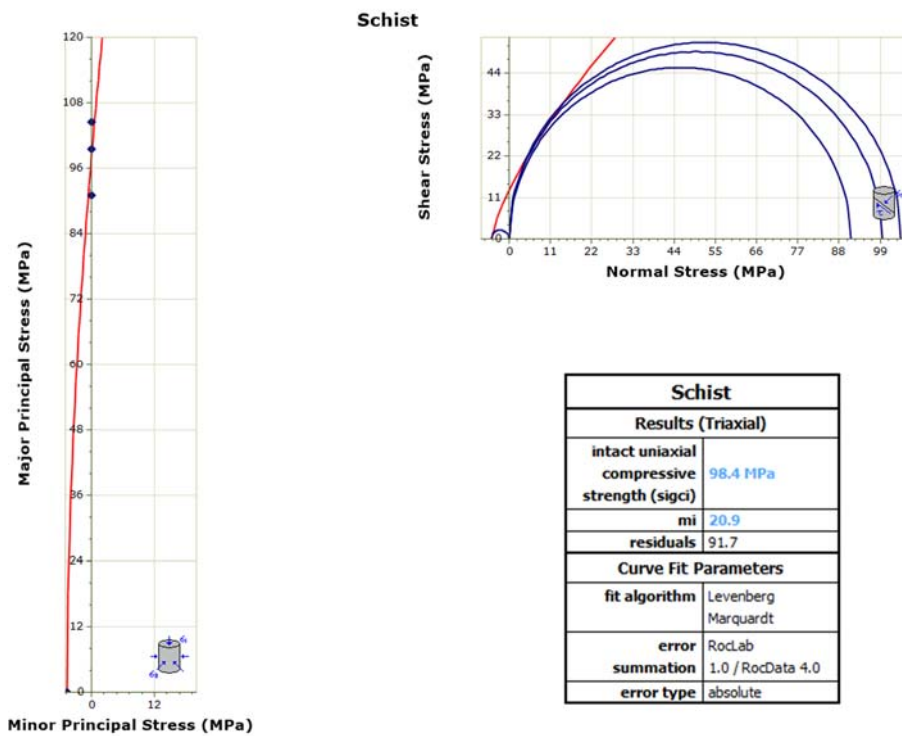 Schist
120
108
96
84
72
60
48
36
24
12
0
0 12
Major Principal Stress (MPa)
Minor Principal Stress (MPa)
44
33
22
11
0
0 11 22 33 44 55 66 77 88 99
Shear Stress (MPa)
Normal Stress (MPa)
Schist
Results (Triaxial)
intact uniaxial
compressive 98.4 MPa
strength (sigci)
mi 20.9
residuals 91.7
Curve Fit Parameters
fit algorithm Levenberg
Marquardt
error RocLab
summation 1.0 / RocData 4.0
error type absolute